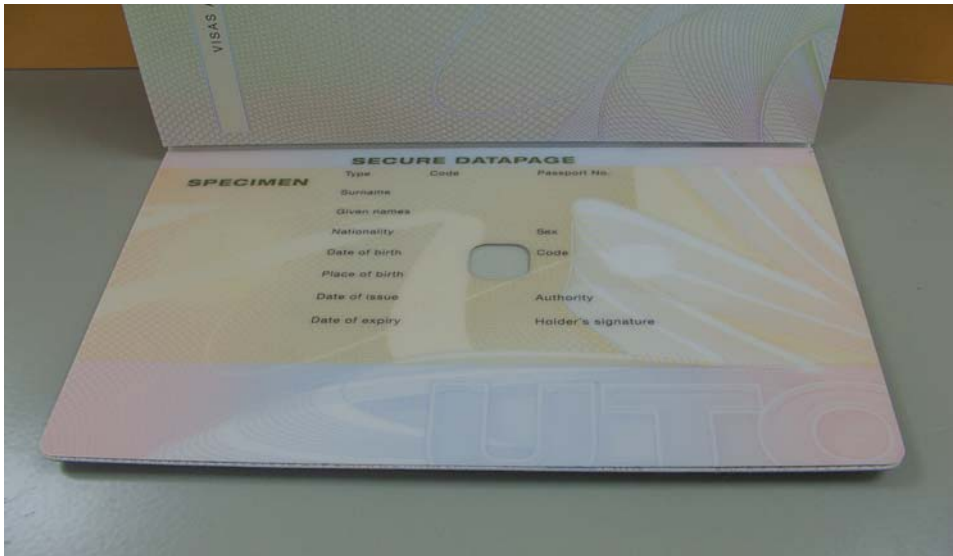 VISAS
SECURE DATAPAGE
SPECIMEN
Type Code Passport No.
Surname
Given names
Nationality Sex
Date of birth Code
Place of birth
Date of issue Authority
Date of expiry Holder's signature
UTO